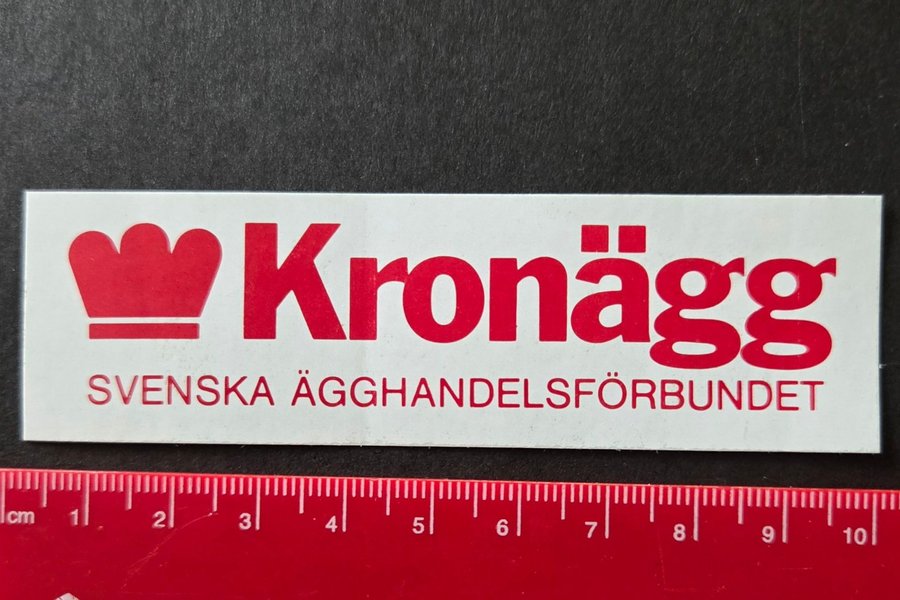 Kronägg
SVENSKA ÄGGHANDELSFÖRBUNDET
cm 1 2 3 4 5 6 7 8 9 10